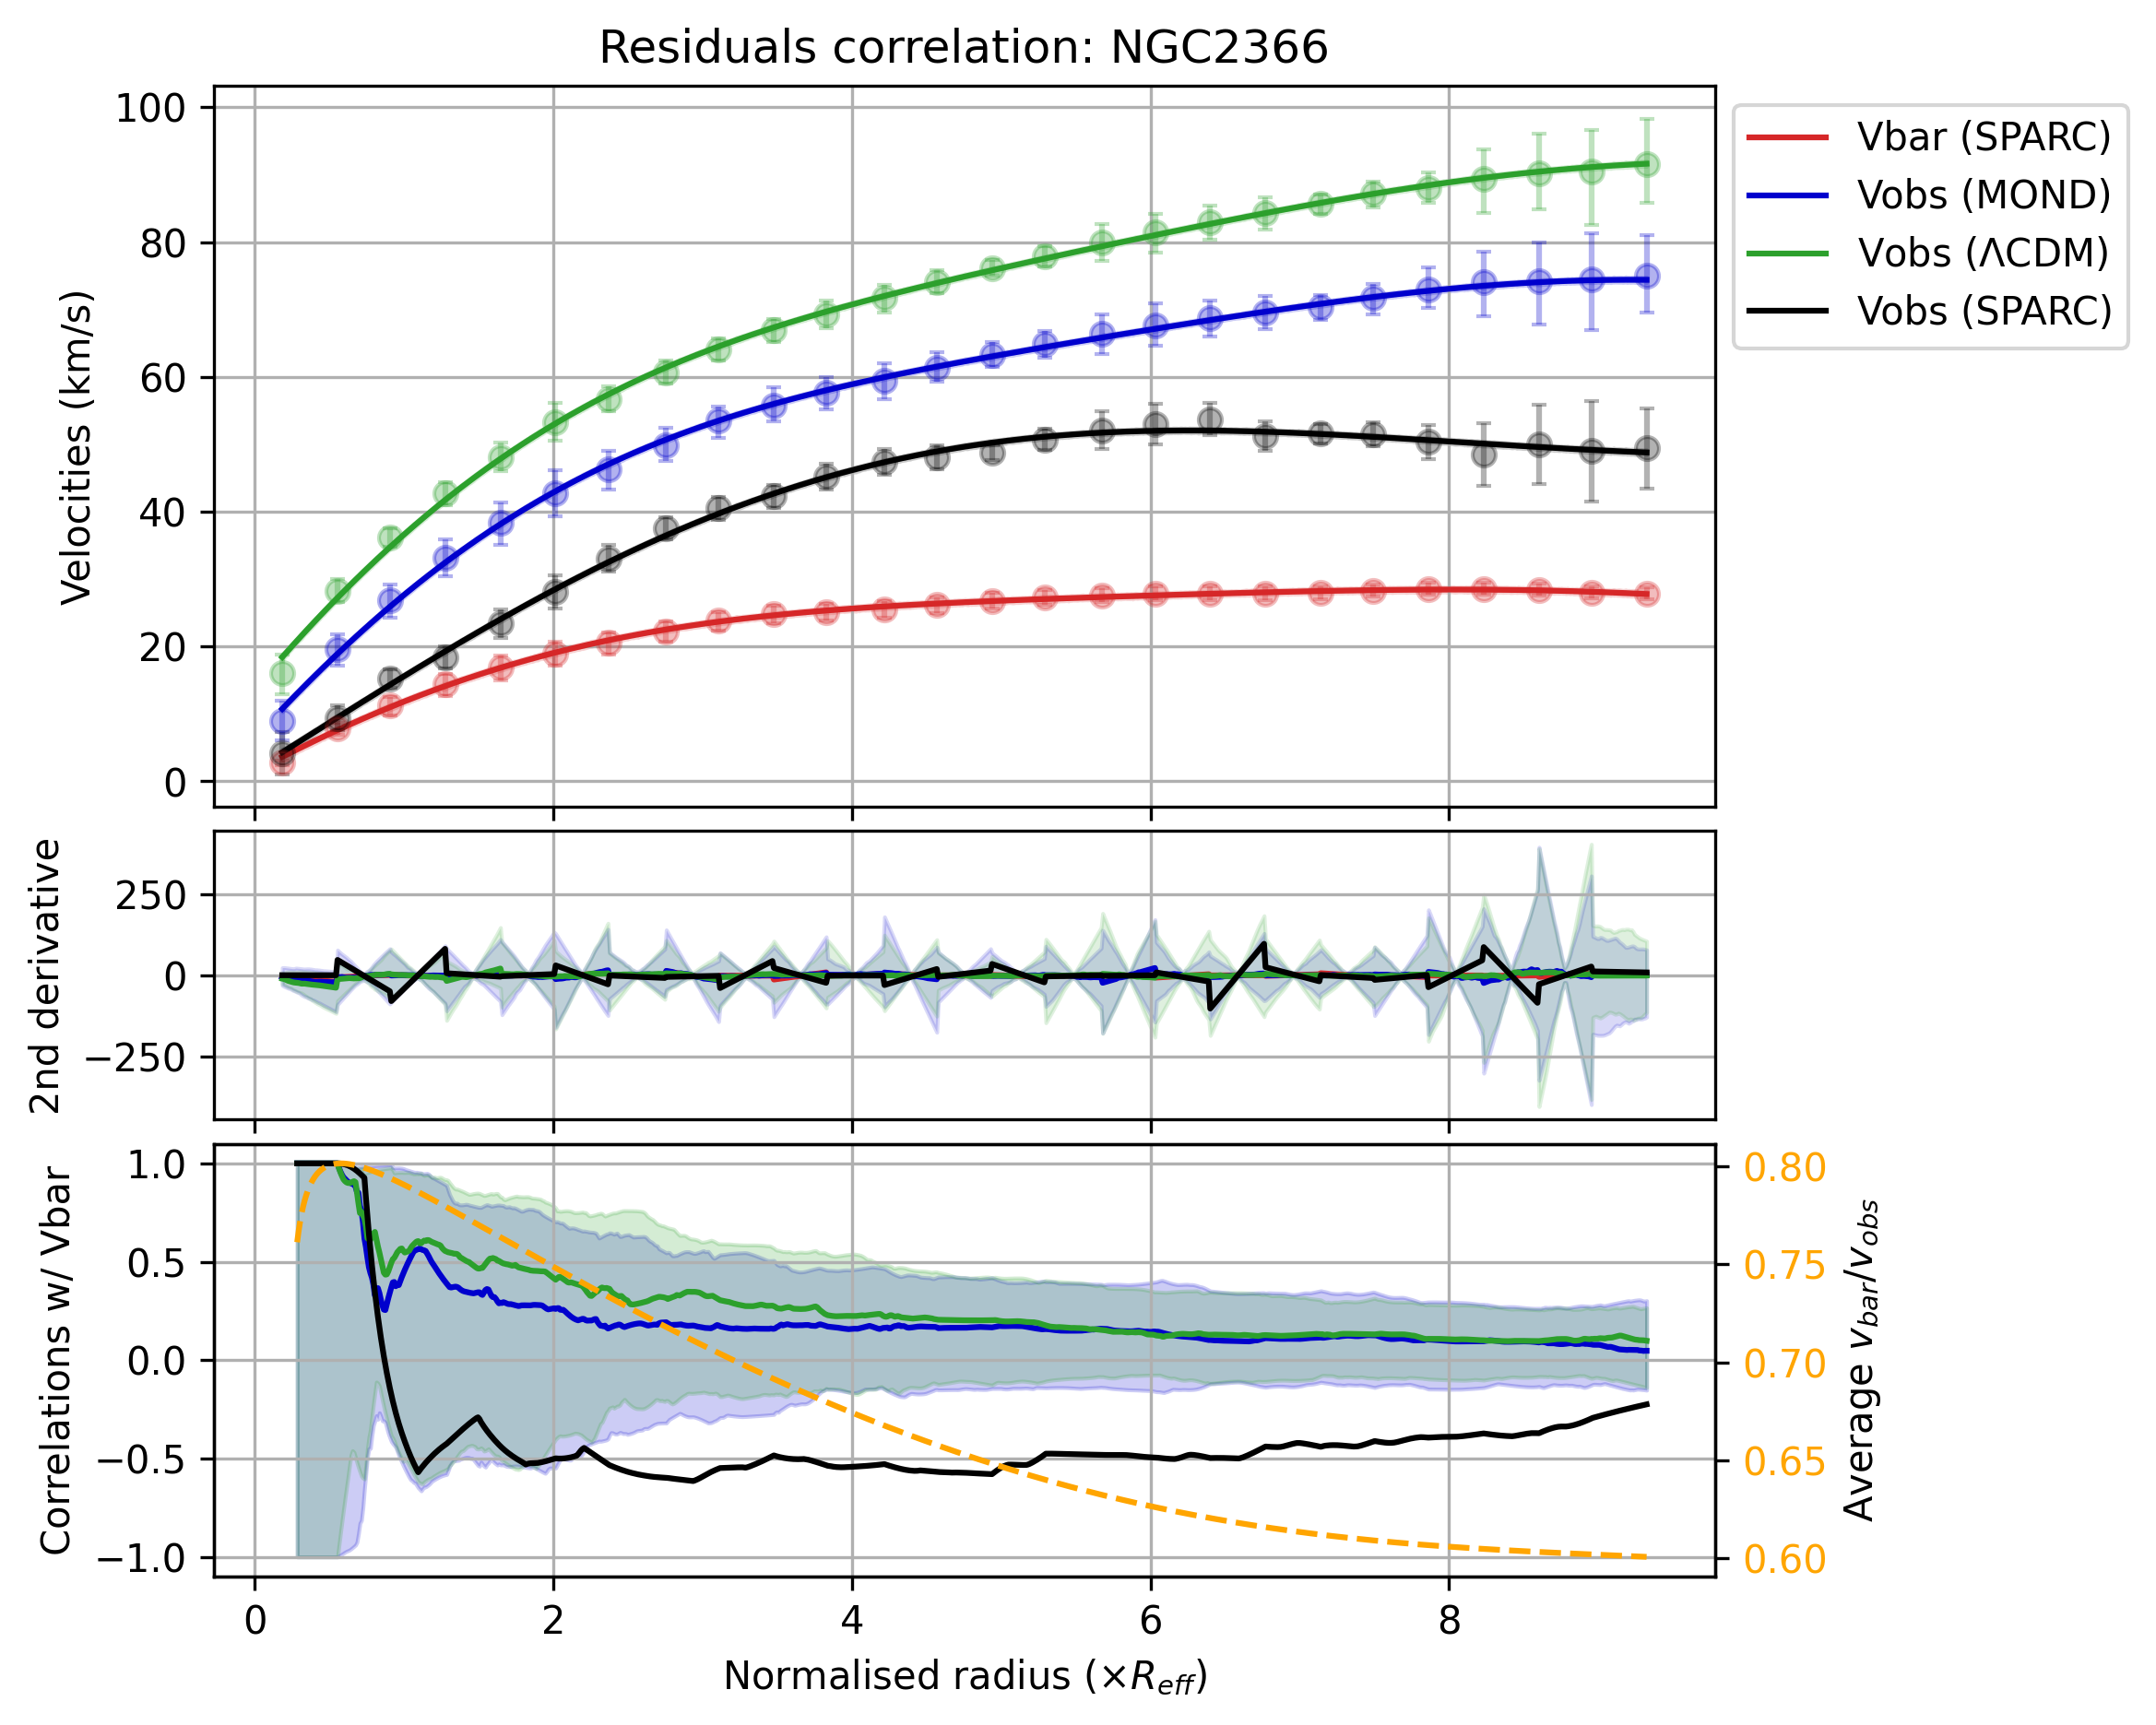 Residuals correlation: NGC2366
100
80
60
40
20
0
Velocities (km/s)
Vbar (SPARC)
Vobs (MOND)
Vobs (ΛCDM)
Vobs (SPARC)
250
0
−250
2nd derivative
1.0
0.5
0.0
−0.5
−1.0
Correlations w/ Vbar
0.80
0.75
0.70
0.65
0.60
Average v_bar/v_obs
0 2 4 6 8
Normalised radius (×R_eff)